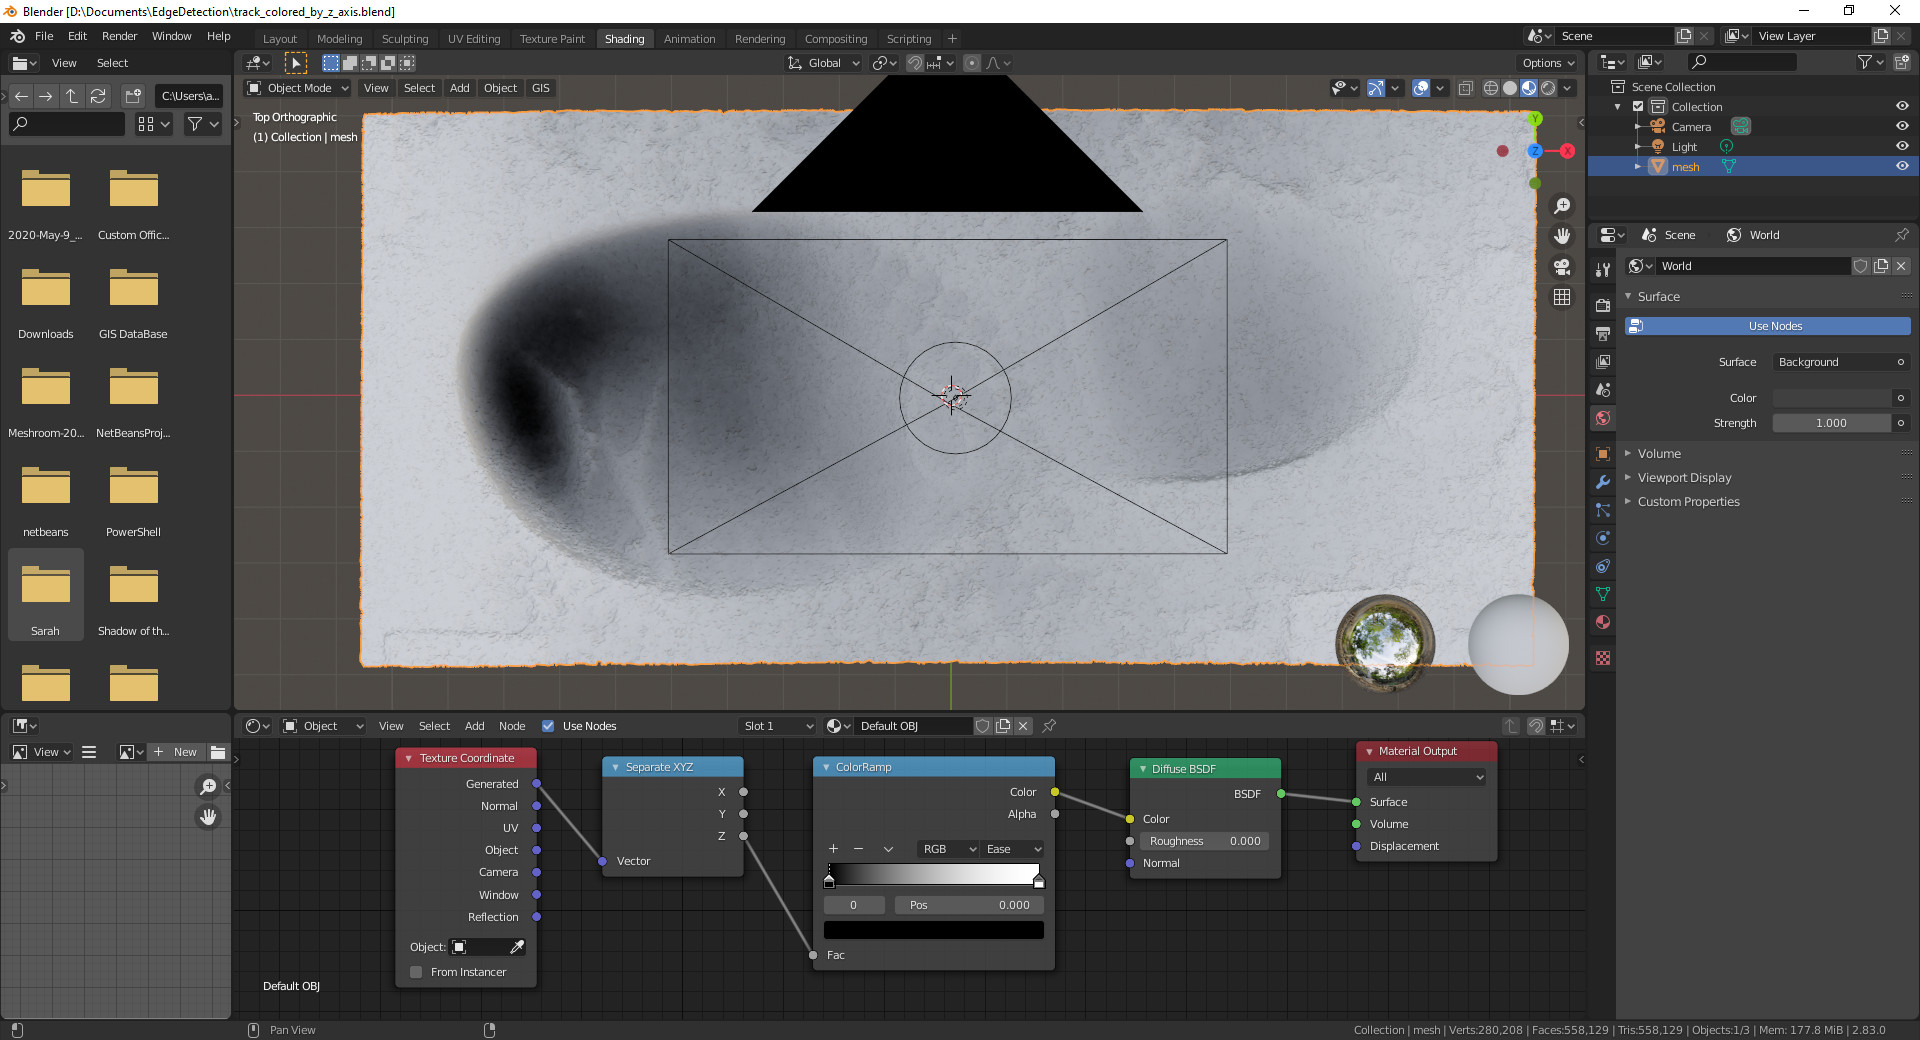 Blender [D:\Documents\EdgeDetection\track_colored_by_z_axis.blend]
File Edit Render Window Help
Layout Modeling Sculpting UV Editing Texture Paint Shading Animation Rendering Compositing Scripting +
Scene
View Layer
View Select
Global
Options
C:\Users\a...
Object Mode View Select Add Object GIS
Top Orthographic
(1) Collection | mesh
Y
Z
X
2020-May-9_... Custom Offic...
Downloads GIS DataBase
Meshroom-20... NetBeansProj...
netbeans PowerShell
Sarah Shadow of th...
Scene Collection
Collection
Camera
Light
mesh
Scene World
World
Surface
Use Nodes
Surface Background
Color
Strength 1.000
Volume
Viewport Display
Custom Properties
View + New
Object View Select Add Node Use Nodes Slot 1 Default OBJ
Texture Coordinate
Generated
Normal
UV
Object
Camera
Window
Reflection
Object:
From Instancer
Separate XYZ
X
Y
Z
Vector
ColorRamp
Color
Alpha
+ − RGB Ease
0 Pos 0.000
Fac
Diffuse BSDF
BSDF
Color
Roughness 0.000
Normal
Material Output
All
Surface
Volume
Displacement
Default OBJ
Pan View
Collection | mesh | Verts:280,208 | Faces:558,129 | Tris:558,129 | Objects:1/3 | Mem: 177.8 MiB | 2.83.0